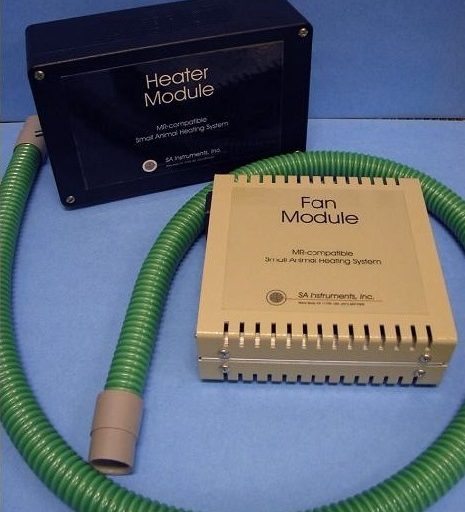 Heater
Module
MR-compatible
Small Animal Heating System
SA Instruments, Inc.
Fan
Module
MR-compatible
Small Animal Heating System
SA Instruments, Inc.